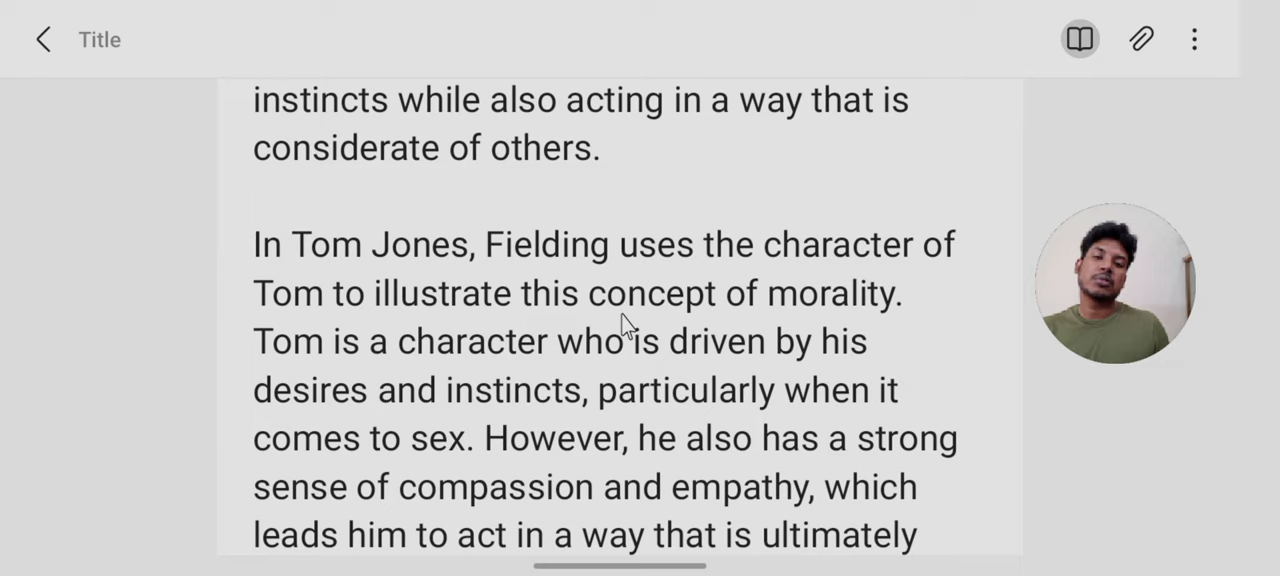 Title
instincts while also acting in a way that is
considerate of others.
In Tom Jones, Fielding uses the character of
Tom to illustrate this concept of morality.
Tom is a character who is driven by his
desires and instincts, particularly when it
comes to sex. However, he also has a strong
sense of compassion and empathy, which
leads him to act in a way that is ultimately